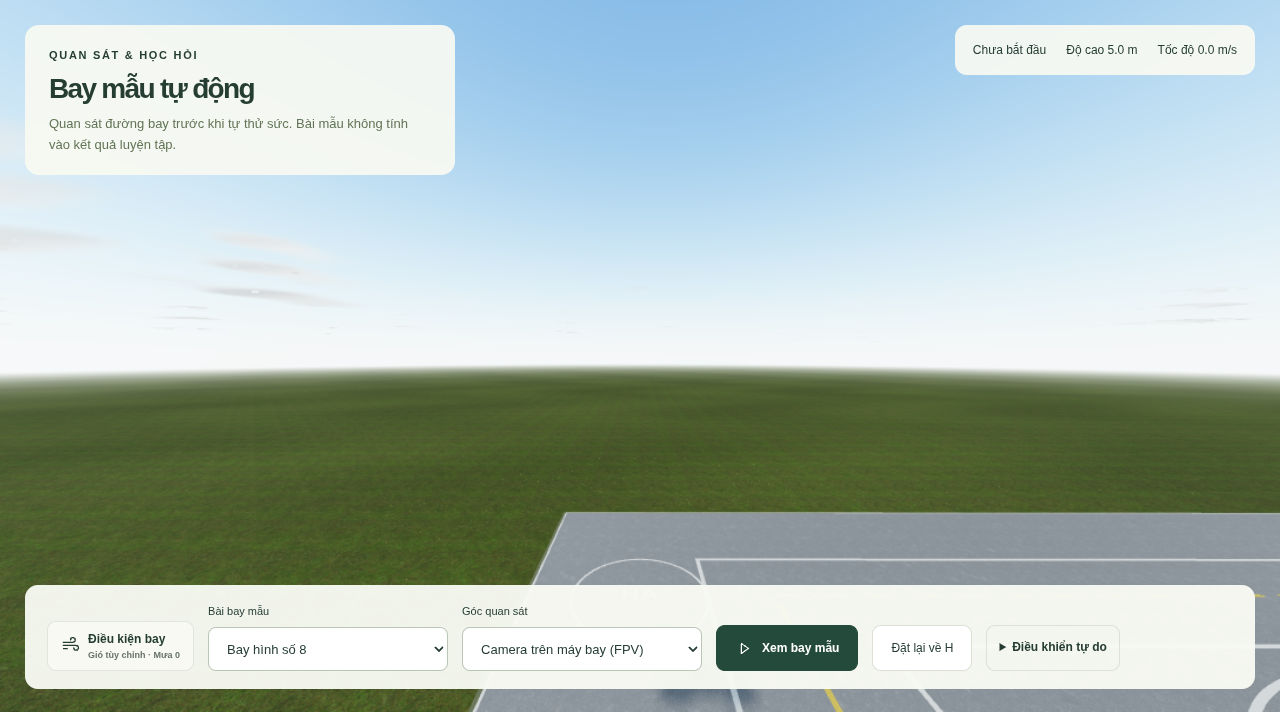 QUAN SÁT & HỌC HỎI
Bay mẫu tự động
Quan sát đường bay trước khi tự thử sức. Bài mẫu không tính
vào kết quả luyện tập.
Chưa bắt đầu Độ cao 5.0 m Tốc độ 0.0 m/s
Điều kiện bay
Gió tùy chỉnh · Mưa 0
Bài bay mẫu
Bay hình số 8
Góc quan sát
Camera trên máy bay (FPV)
Xem bay mẫu
Đặt lại về H
Điều khiển tự do